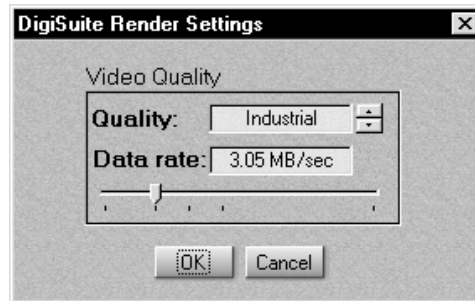 DigiSuite Render Settings
Video Quality
Quality: Industrial
Data rate: 3.05 MB/sec
OK Cancel